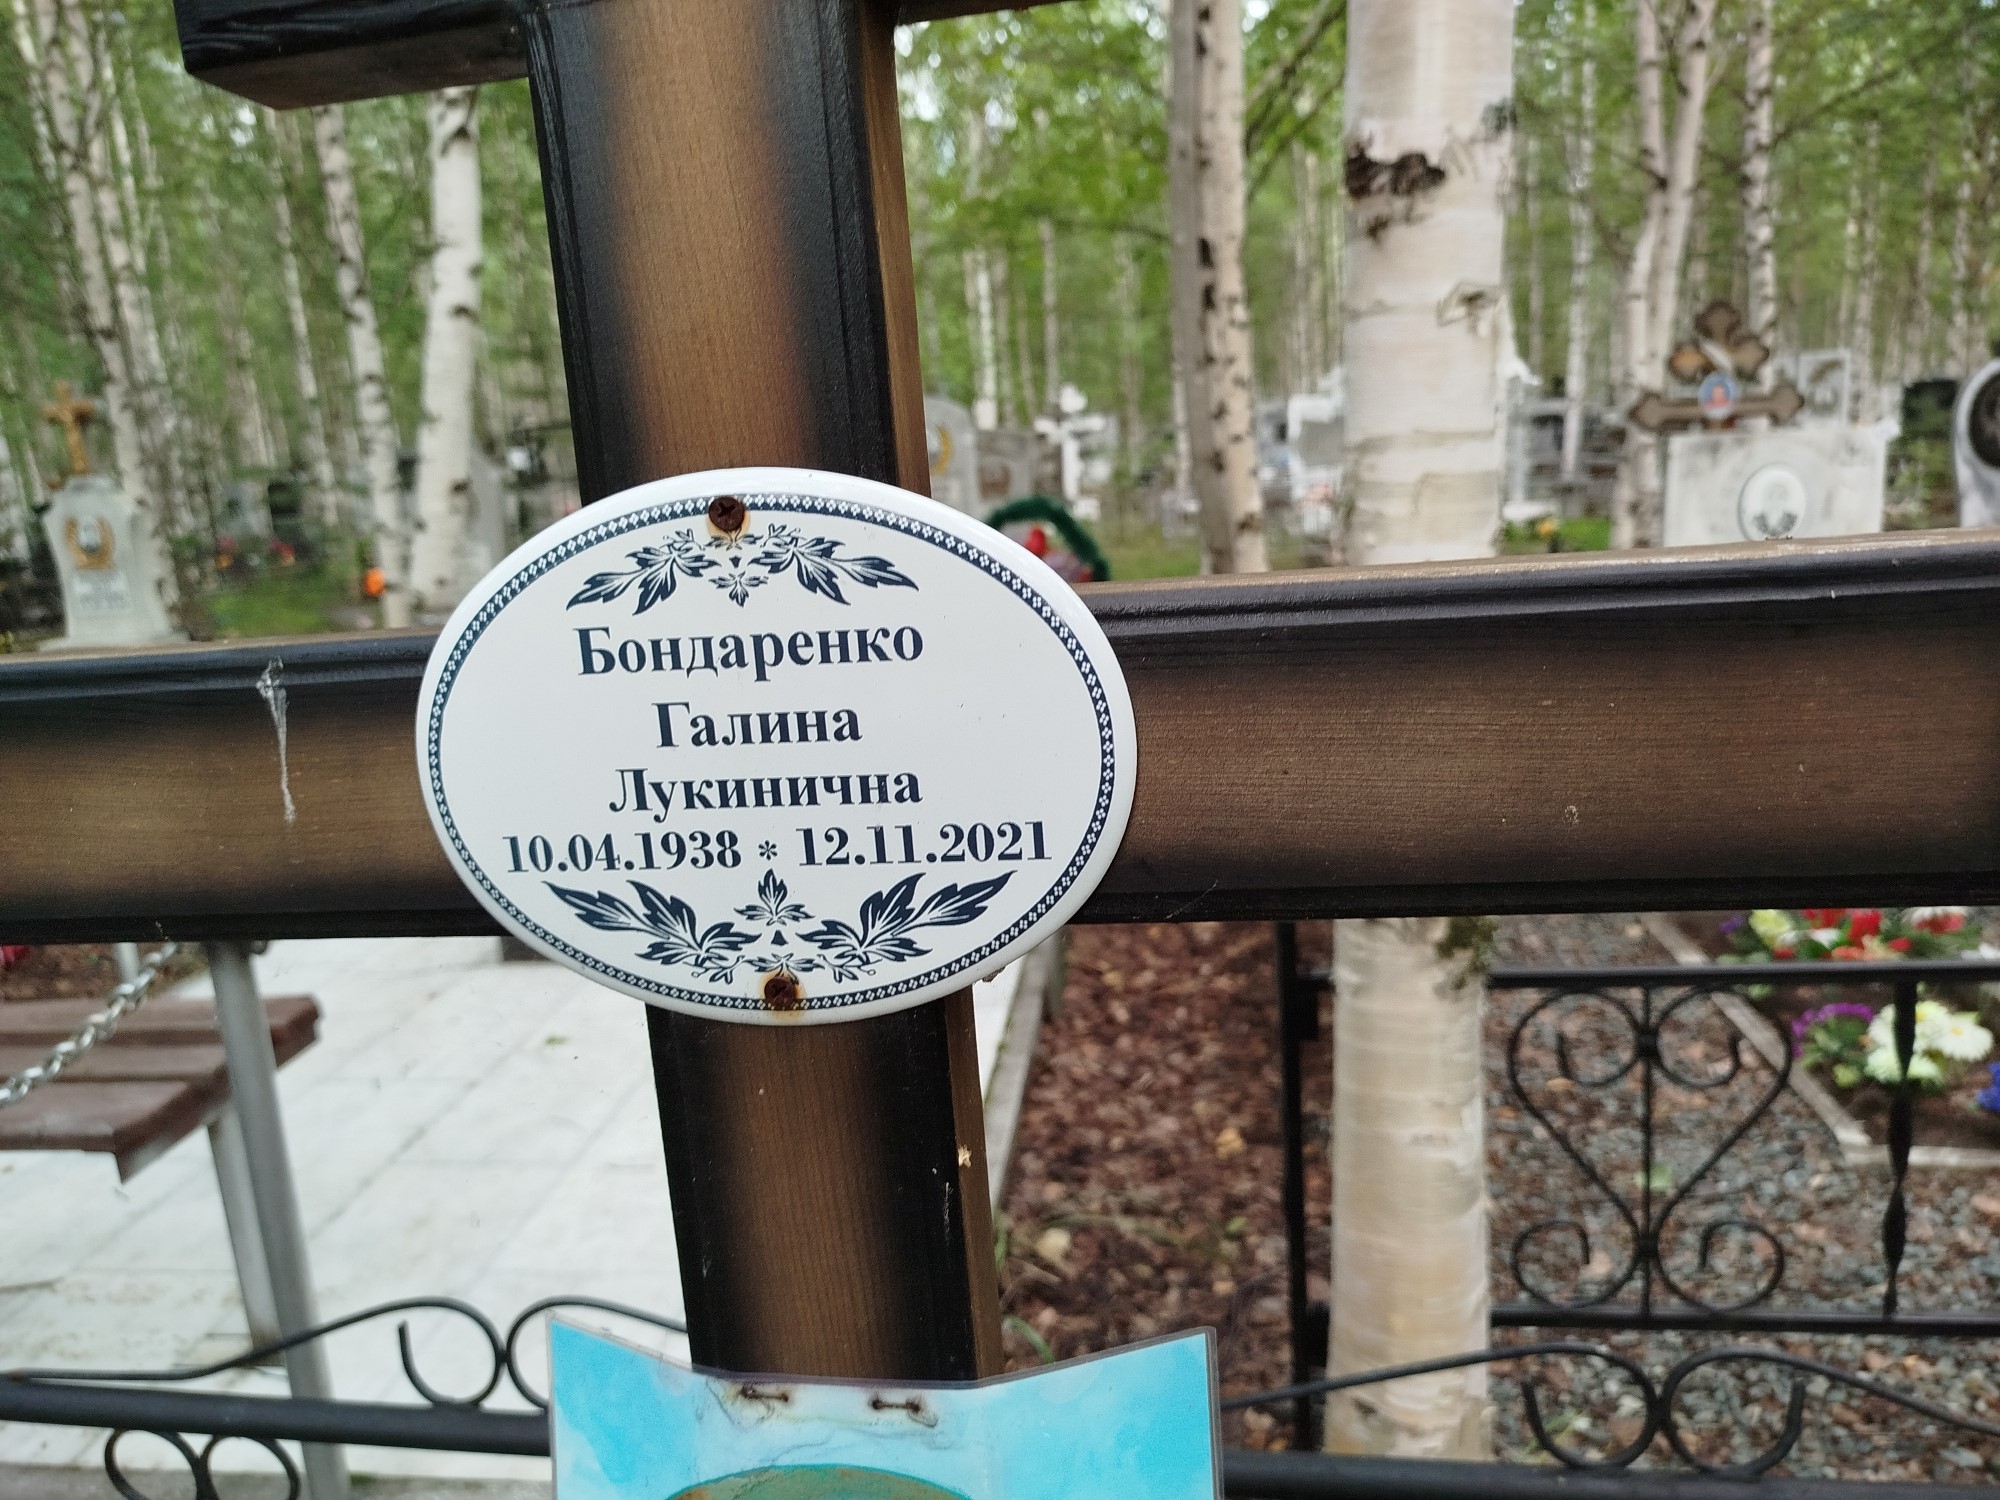 Бондаренко
Галина
Лукинична
10.04.1938 * 12.11.2021